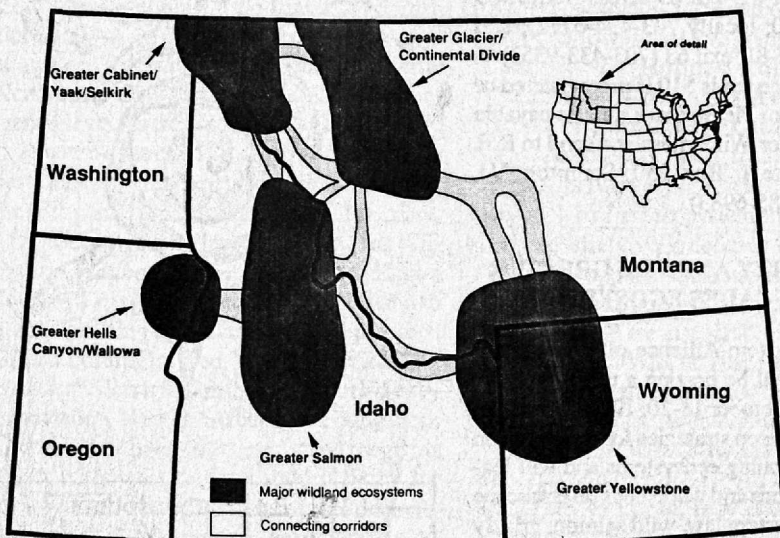 Greater Glacier/
Continental Divide
Area of detail
Greater Cabinet/
Yaak/Selkirk
Washington
Montana
Greater Hells
Canyon/Wallowa
Wyoming
Idaho
Oregon
Greater Salmon
Greater Yellowstone
Major wildland ecosystems
Connecting corridors